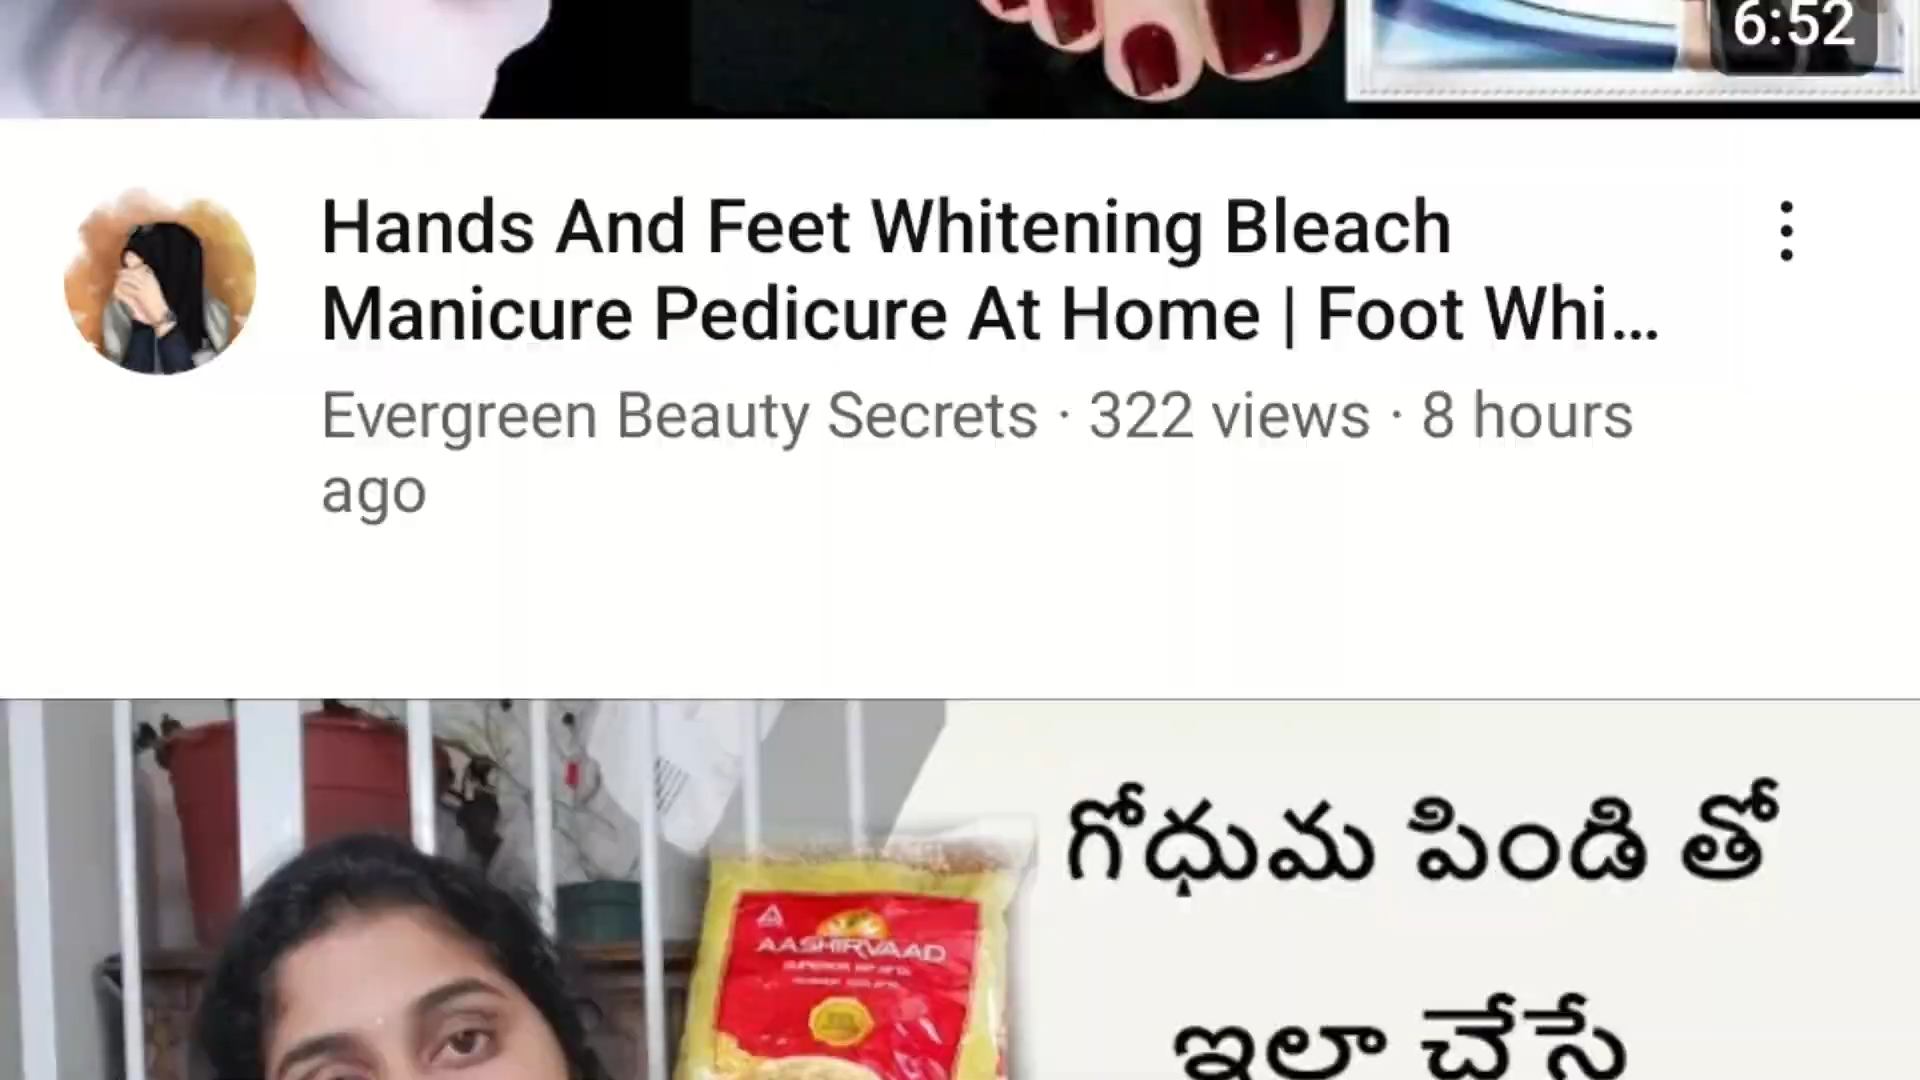 6:52
Hands And Feet Whitening Bleach
Manicure Pedicure At Home | Foot Whi...
Evergreen Beauty Secrets · 322 views · 8 hours
ago
గోధుమ పిండి తో
AASHIRVAAD
ఇలా చేసే